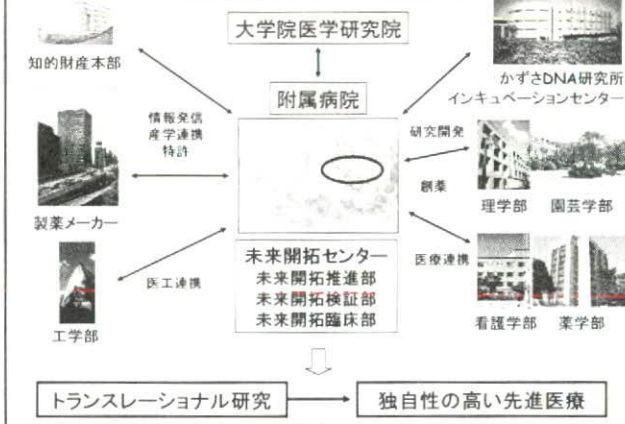 大学院医学研究院
附属病院
知的財産本部
かずさDNA研究所
インキュベーションセンター
情報発信
産学連携
特許
研究開発
創薬
製薬メーカー
理学部 園芸学部
未来開拓センター
未来開拓推進部
未来開拓検証部
未来開拓臨床部
医工連携
医療連携
工学部
看護学部 薬学部
トランスレーショナル研究
独自性の高い先進医療